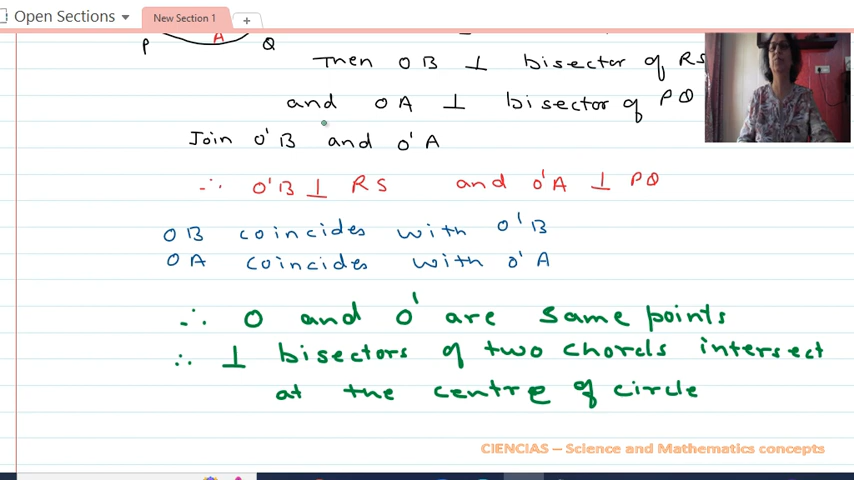 Open Sections
New Section 1
+
P A Q
Then OB ⊥ bisector of RS
and OA ⊥ bisector of PQ
Join O'B and O'A
∴ O'B ⊥ RS and O'A ⊥ PQ
OB coincides with O'B
OA coincides with O'A
∴ O and O' are same points
∴ ⊥ bisectors of two chords intersect
at the centre of circle
CIENCIAS – Science and Mathematics concepts